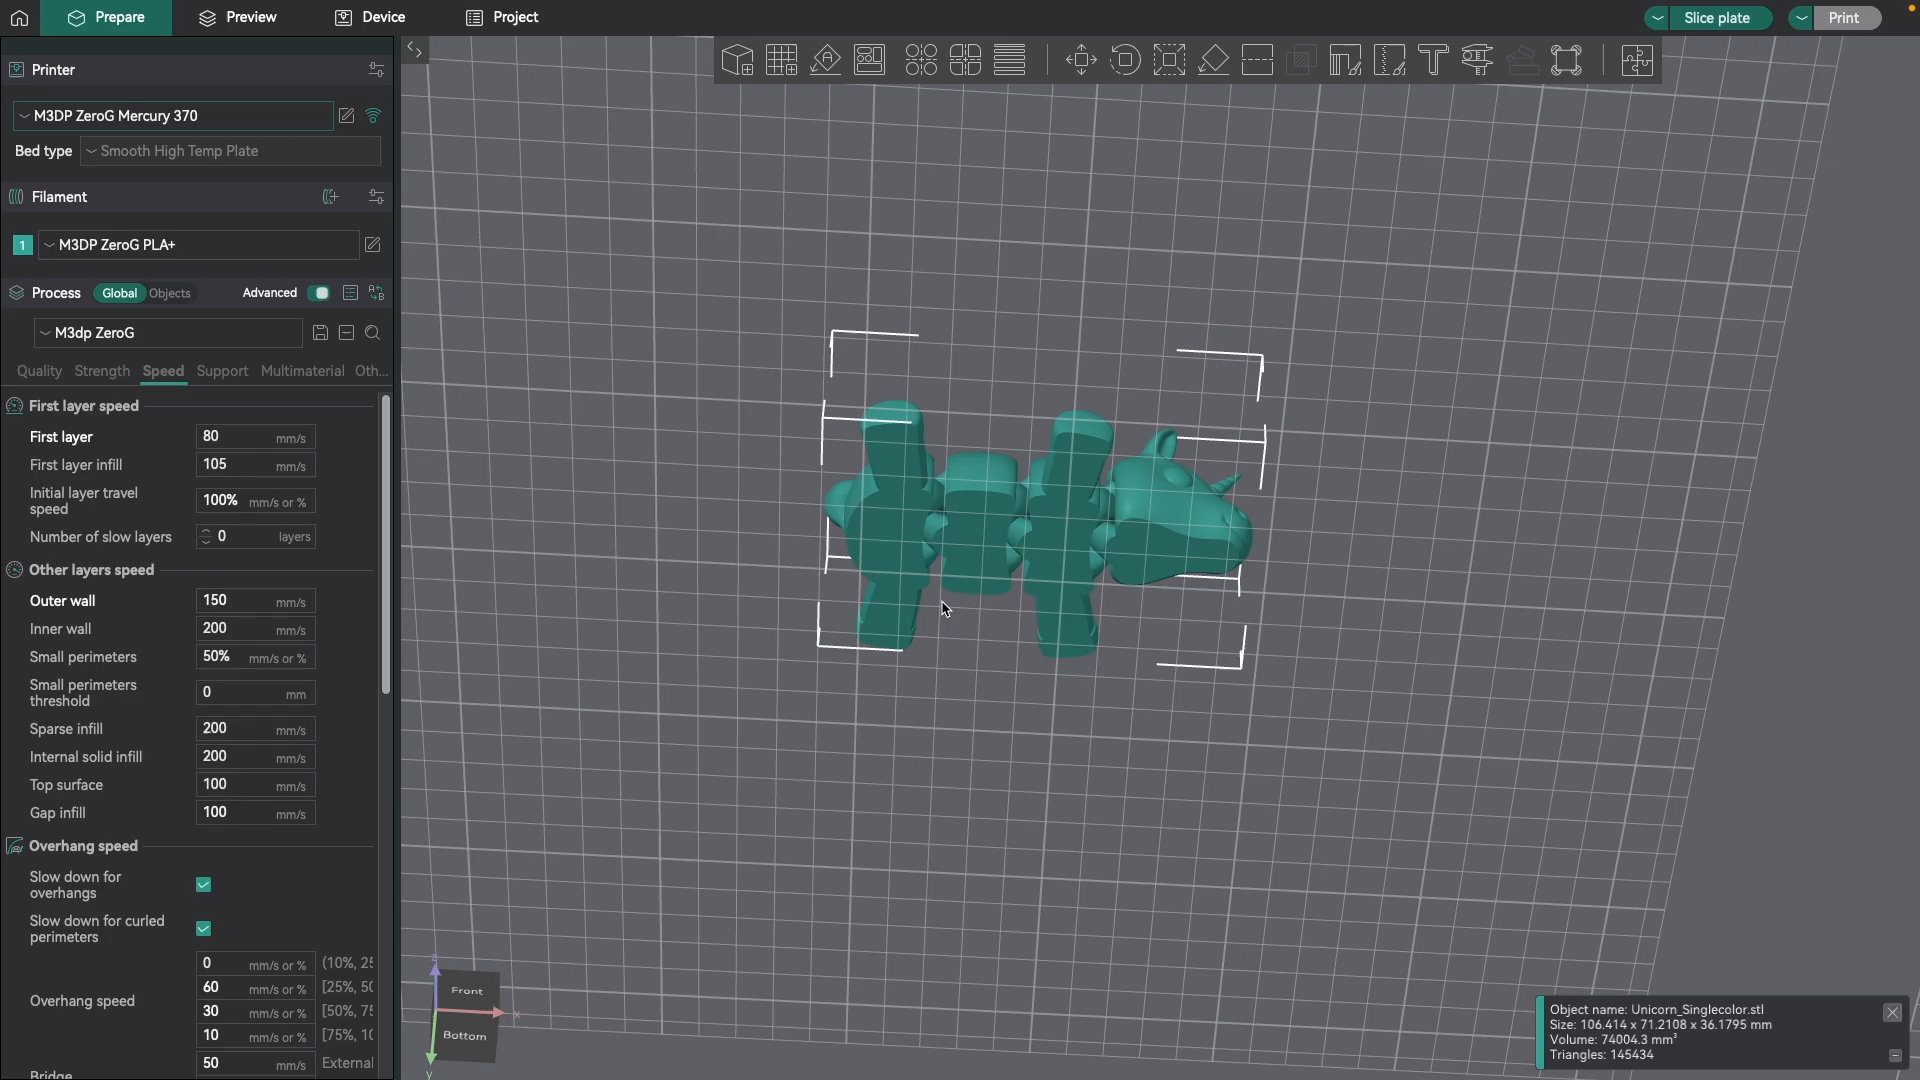 Prepare
Preview
Device
Project
Slice plate
Print
Printer
M3DP ZeroG Mercury 370
Bed type
Smooth High Temp Plate
Filament
1
M3DP ZeroG PLA+
Process
Global
Objects
Advanced
M3dp ZeroG
Quality
Strength
Speed
Support
Multimaterial
Oth...
First layer speed
First layer
80
mm/s
First layer infill
105
mm/s
Initial layer travel
speed
100%
mm/s or %
Number of slow layers
0
layers
Other layers speed
Outer wall
150
mm/s
Inner wall
200
mm/s
Small perimeters
50%
mm/s or %
Small perimeters
threshold
0
mm
Sparse infill
200
mm/s
Internal solid infill
200
mm/s
Top surface
100
mm/s
Gap infill
100
mm/s
Overhang speed
Slow down for
overhangs
Slow down for curled
perimeters
Overhang speed
0
mm/s or %
(10%, 25
60
mm/s or %
[25%, 50
30
mm/s or %
[50%, 75
10
mm/s or %
[75%, 10
Bridge
50
mm/s
External
z
Front
x
Bottom
y
Object name: Unicorn_Singlecolor.stl
Size: 106.414 x 71.2108 x 36.1795 mm
Volume: 74004.3 mm³
Triangles: 145434